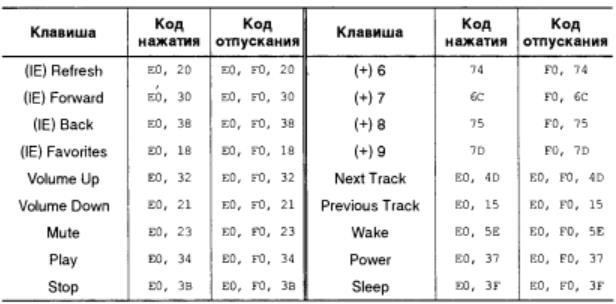 Клавиша Код нажатия Код отпускания Клавиша Код нажатия Код отпускания
(IE) Refresh E0, 20 E0, F0, 20 (+) 6 74 F0, 74
(IE) Forward E0, 30 E0, F0, 30 (+) 7 6C F0, 6C
(IE) Back E0, 38 E0, F0, 38 (+) 8 75 F0, 75
(IE) Favorites E0, 18 E0, F0, 18 (+) 9 7D F0, 7D
Volume Up E0, 32 E0, F0, 32 Next Track E0, 4D E0, F0, 4D
Volume Down E0, 21 E0, F0, 21 Previous Track E0, 15 E0, F0, 15
Mute E0, 23 E0, F0, 23 Wake E0, 5E E0, F0, 5E
Play E0, 34 E0, F0, 34 Power E0, 37 E0, F0, 37
Stop E0, 3B E0, F0, 3B Sleep E0, 3F E0, F0, 3F